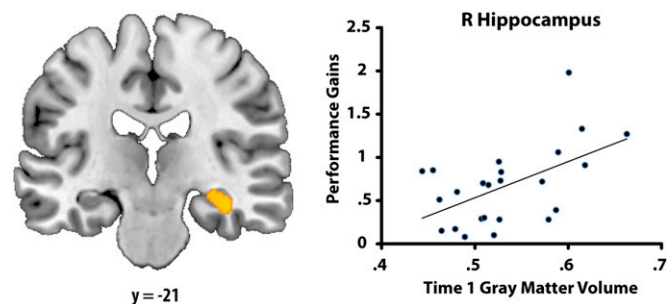 y = -21
R Hippocampus
Performance Gains
2.5
2
1.5
1
.5
0
.4
.5
.6
.7
Time 1 Gray Matter Volume